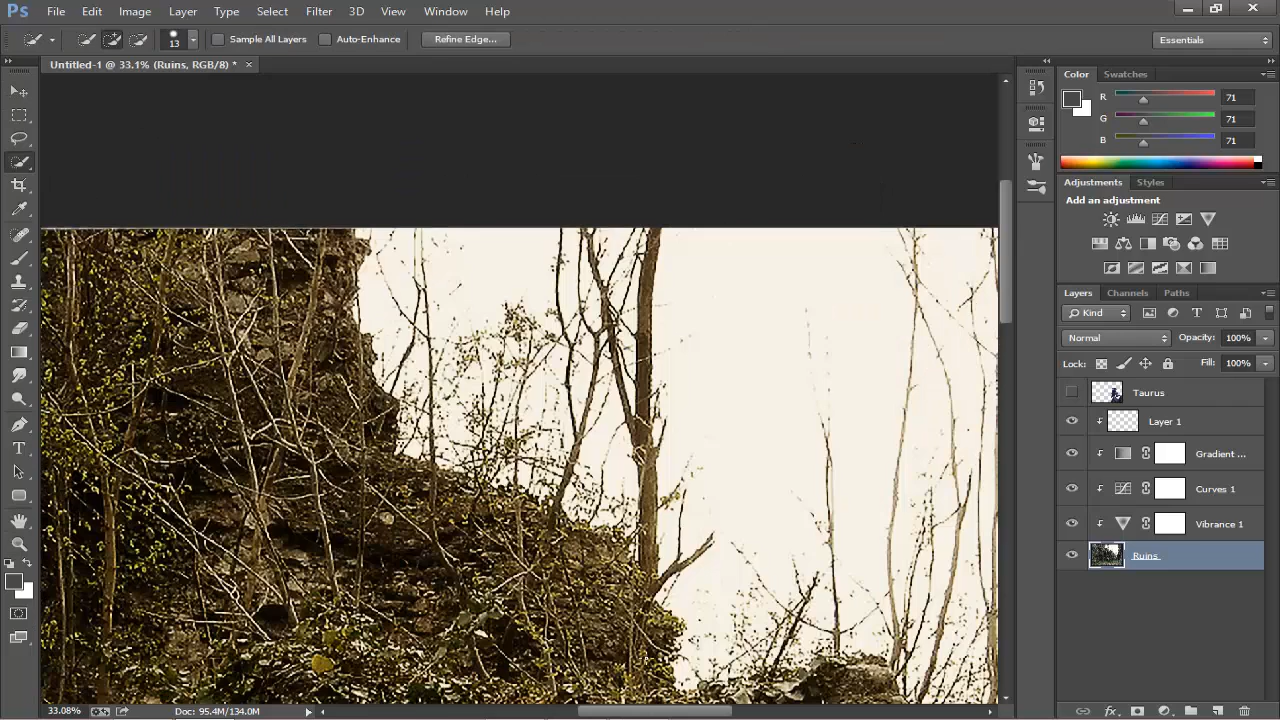 Ps File Edit Image Layer Type Select Filter 3D View Window Help
13 Sample All Layers Auto-Enhance Refine Edge... Essentials
Untitled-1 @ 33.1% (Ruins, RGB/8) * ×
Color Swatches
R 71
G 71
B 71
Adjustments Styles
Add an adjustment
Layers Channels Paths
Kind
Normal Opacity: 100%
Lock: Fill: 100%
Taurus
Layer 1
Gradient ...
Curves 1
Vibrance 1
Ruins
33.08% Doc: 95.4M/134.0M